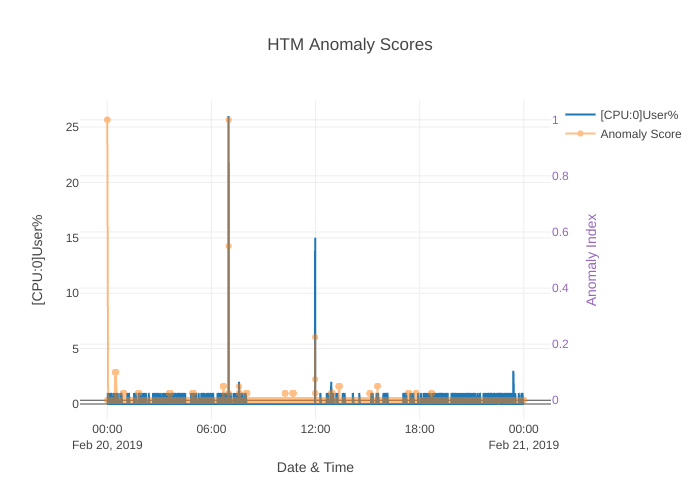 HTM Anomaly Scores
[CPU:0]User%
Anomaly Score
25
20
15
10
5
0
1
0.8
0.6
0.4
0.2
0
[CPU:0]User%
Anomaly Index
00:00
06:00
12:00
18:00
00:00
Feb 20, 2019
Feb 21, 2019
Date & Time